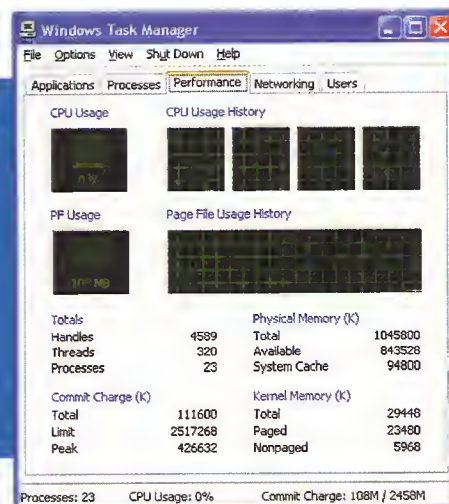 Windows Task Manager
File Options View Shut Down Help
Applications Processes Performance Networking Users
CPU Usage CPU Usage History
0 %
PF Usage Page File Usage History
108 MB
Totals Physical Memory (K)
Handles 4589 Total 1045800
Threads 320 Available 843528
Processes 23 System Cache 94800
Commit Charge (K) Kernel Memory (K)
Total 111600 Total 29448
Limit 2517268 Paged 23480
Peak 426632 Nonpaged 5968
Processes: 23 CPU Usage: 0% Commit Charge: 108M / 2458M